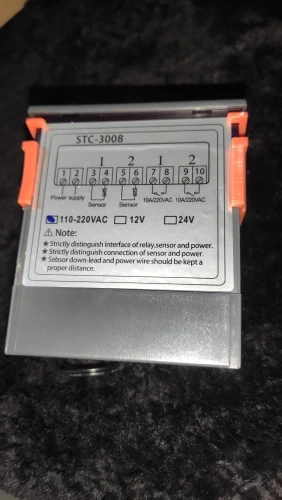 STC-3008
1 2 1 2
1 2 3 4 5 6 7 8 9 10
Power supply Sensor Sensor 10A/220VAC 10A/220VAC
110-220VAC 12V 24V
⚠ Note:
★ Strictly distinguish interface of relay,sensor and power.
★ Strictly distinguish connection of sensor and power.
★ Sebsor down-lead and power wire should be kept a
proper distance.